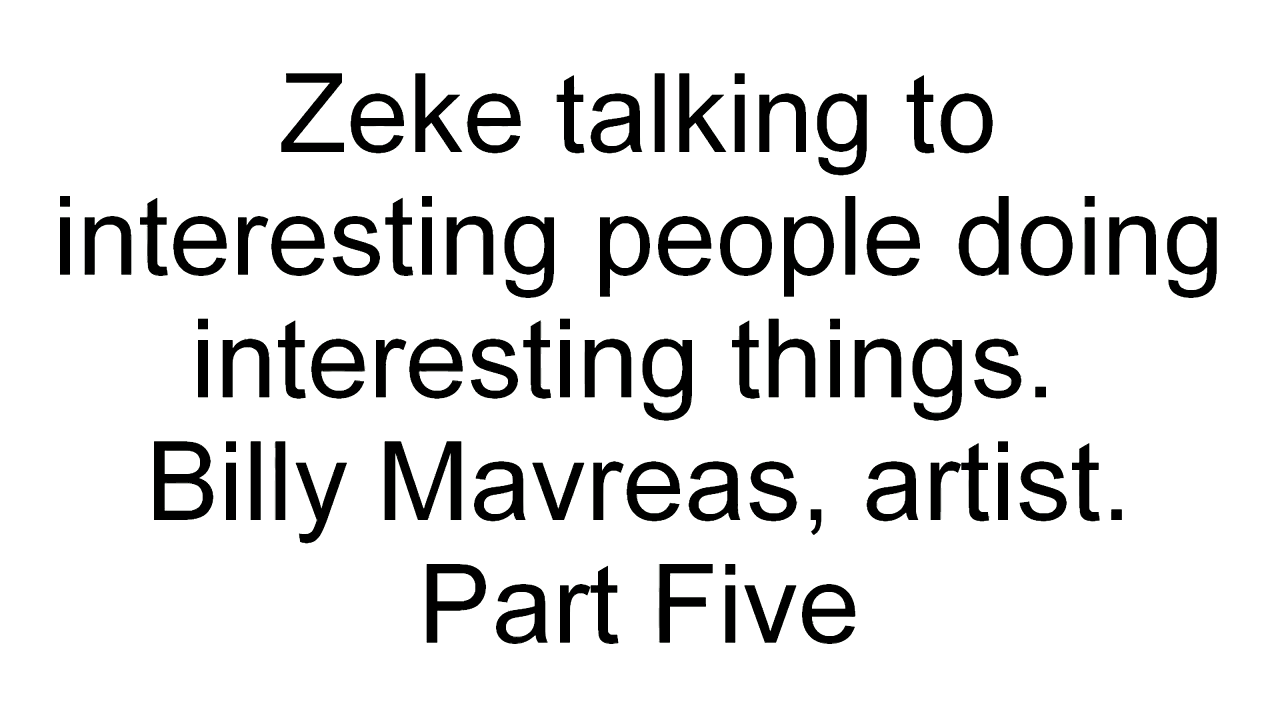 Zeke talking to
interesting people doing
interesting things.
Billy Mavreas, artist.
Part Five